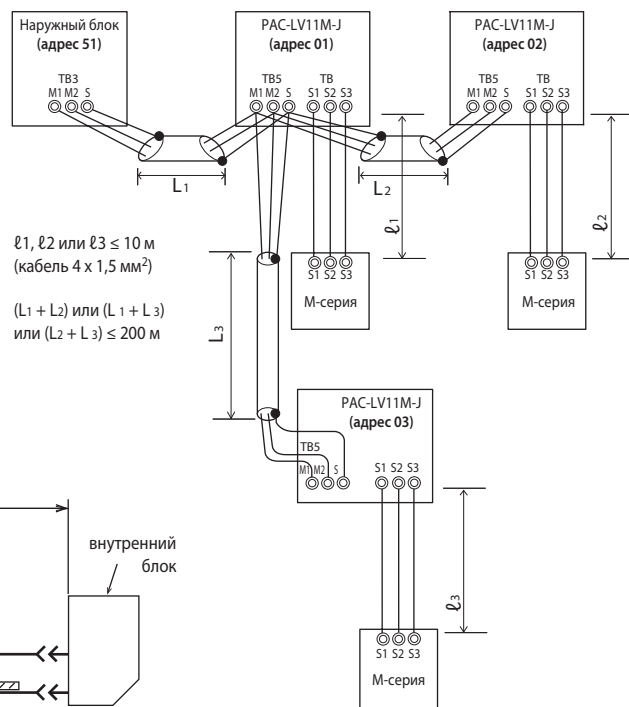 Наружный блок
(адрес 51)
TB3
M1 M2 S
PAC-LV11M-J
(адрес 01)
TB5 TB
M1 M2 S S1 S2 S3
PAC-LV11M-J
(адрес 02)
TB5 TB
M1 M2 S S1 S2 S3
L1
L2
ℓ1
ℓ2
ℓ1, ℓ2 или ℓ3 ≤ 10 м
(кабель 4 x 1,5 мм²)
(L1 + L2) или (L 1 + L 3)
или (L2 + L 3) ≤ 200 м
S1 S2 S3
М-серия
S1 S2 S3
М-серия
L3
PAC-LV11M-J
(адрес 03)
TB5
M1 M2 S S1 S2 S3
внутренний
блок
ℓ3
S1 S2 S3
М-серия